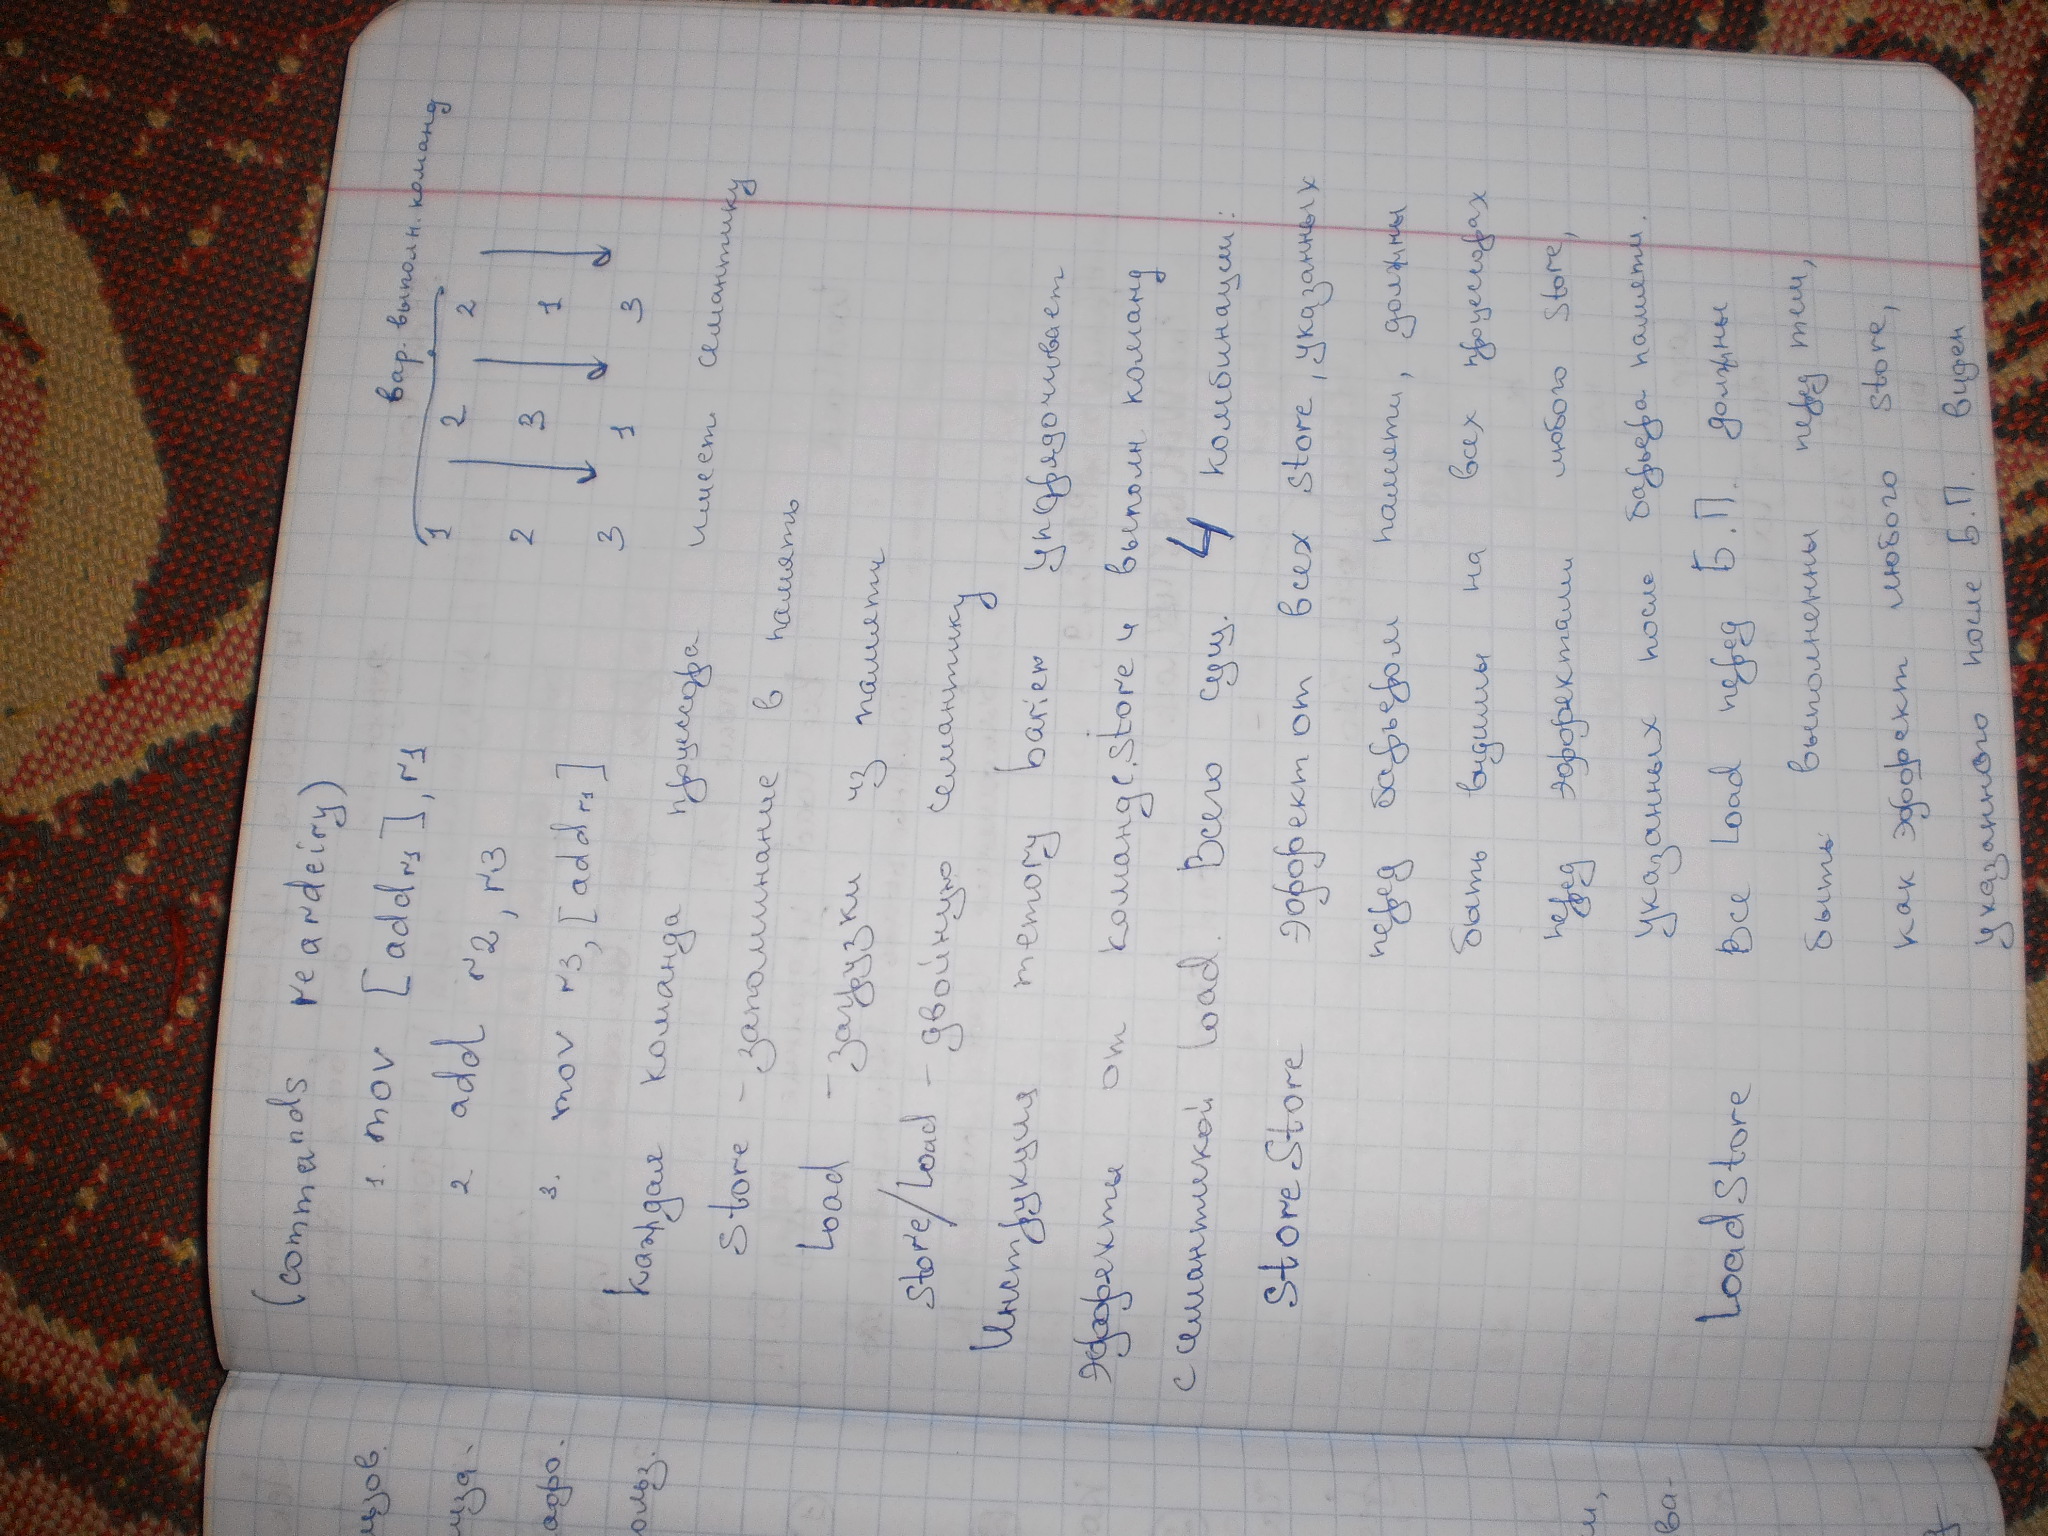 (commands reardeiry)
вар. выполн. команд
1. mov [addr1], r1
1 2 2
2. add r2, r3
2 3 1
3. mov r3, [addr1]
3 1 3
Каждая команда процессора имеет семантику
Store - запоминание в память
Load - загрузки из памяти
Store/Load - двойную семантику
Инструкция memory barier упорядочивает
Эффекты от команд с. Store и выполн команд
с семантикой load. Всего сущ. 4 комбинации:
StoreStore эффект от всех Store, указанных
перед барьером памяти, должны
быть видимы на всех процессорах
перед эффектами любого Store,
указанных после барьера памяти.
LoadStore Все Load перед Б.П. должны
быть выполненны перед тем,
как эффект любого Store,
указанного после Б.П. виден
ользов.
ядро.
ольз.
ва-